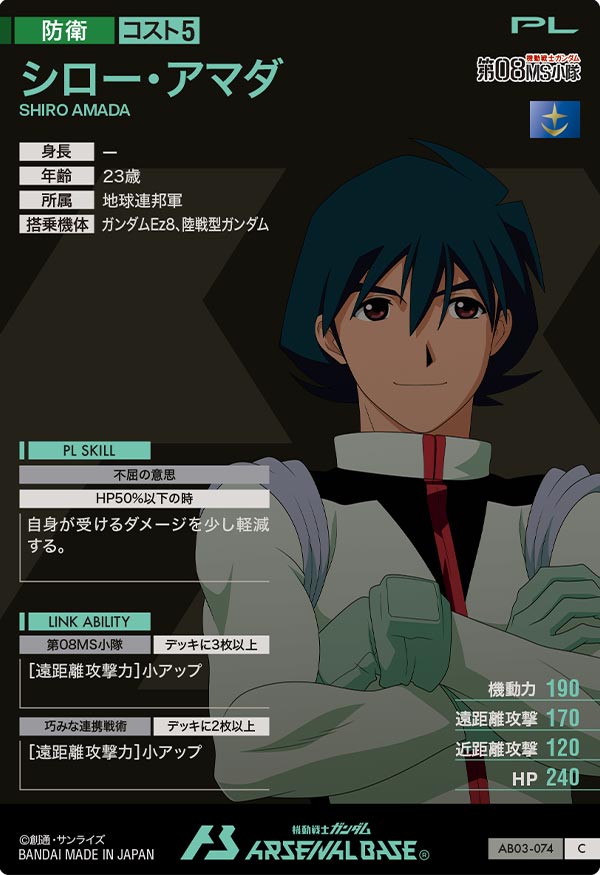 防衛 コスト5 PL
シロー・アマダ
SHIRO AMADA
機動戦士ガンダム
第08MS小隊
身長 ー
年齢 23歳
所属 地球連邦軍
搭乗機体 ガンダムEz8、陸戦型ガンダム
PL SKILL
不屈の意思
HP50%以下の時
自身が受けるダメージを少し軽減
する。
LINK ABILITY
第08MS小隊 デッキに3枚以上
[遠距離攻撃力]小アップ
巧みな連携戦術 デッキに2枚以上
[遠距離攻撃力]小アップ
機動力 190
遠距離攻撃 170
近距離攻撃 120
HP 240
©創通・サンライズ
BANDAI MADE IN JAPAN
機動戦士ガンダム
ARSENAL BASE®
AB03-074 C